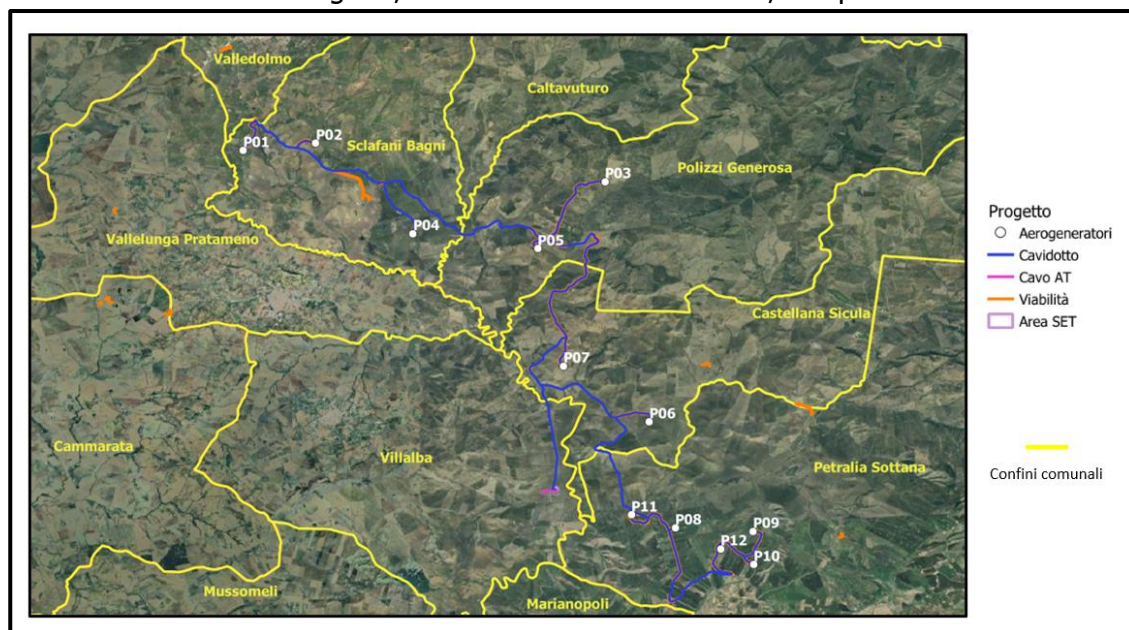 Valledolmo
Caltavuturo
P01
P02
Sclafani Bagni
Polizzi Generosa
P03
P04
P05
Vallelunga Pratameno
Castellana Sicula
P07
P06
Cammarata
Villalba
Petralia Sottana
P11
P08
P09
P12
P10
Mussomeli
Marianopoli
Progetto
Aerogeneratori
Cavidotto
Cavo AT
Viabilità
Area SET
Confini comunali